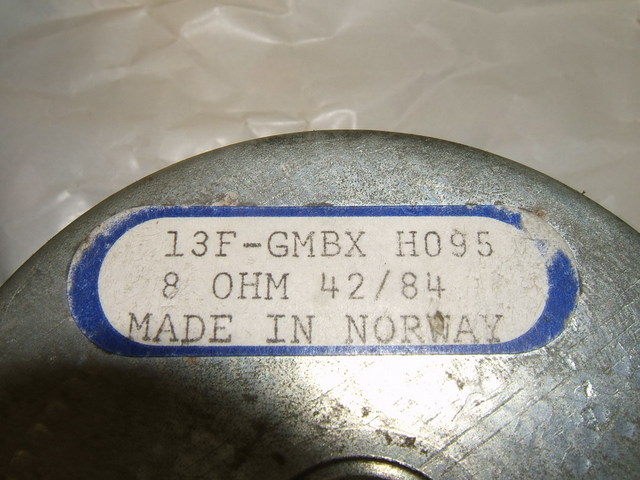 13F-GMBX H095
8 OHM 42/84
MADE IN NORWAY